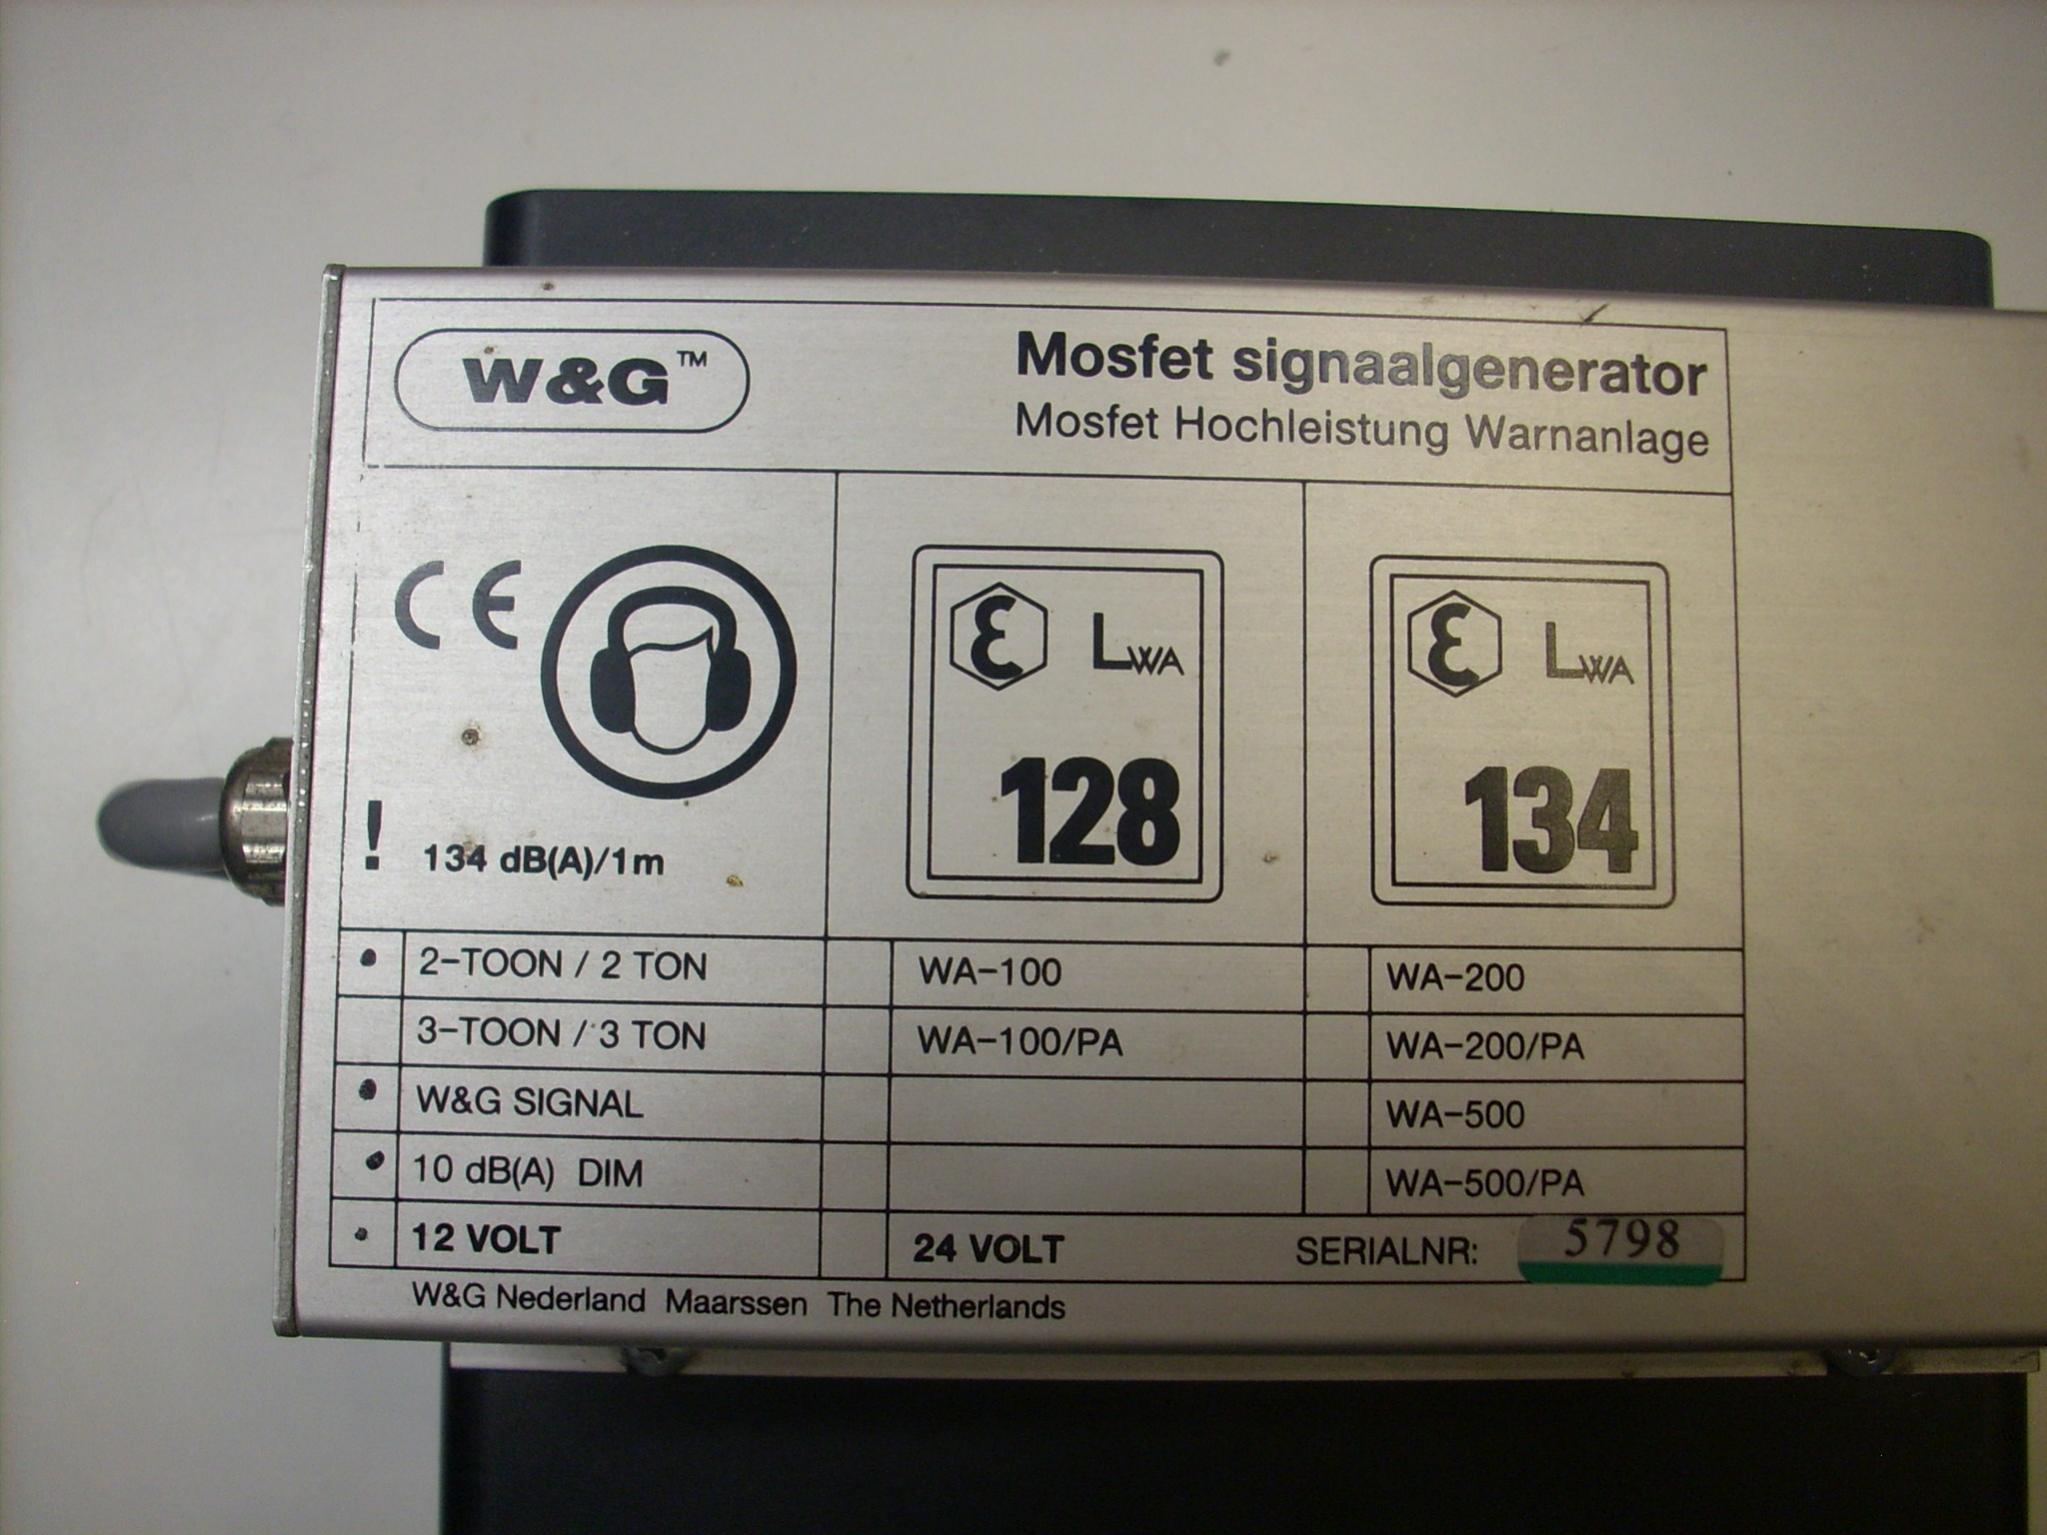 W&G™
Mosfet signaalgenerator
Mosfet Hochleistung Warnanlage
CE
ε LWA
128
ε LWA
134
! 134 dB(A)/1m
• 2-TOON / 2 TON WA-100 WA-200
3-TOON / 3 TON WA-100/PA WA-200/PA
• W&G SIGNAL WA-500
• 10 dB(A) DIM WA-500/PA
• 12 VOLT 24 VOLT SERIALNR: 5798
W&G Nederland Maarssen The Netherlands